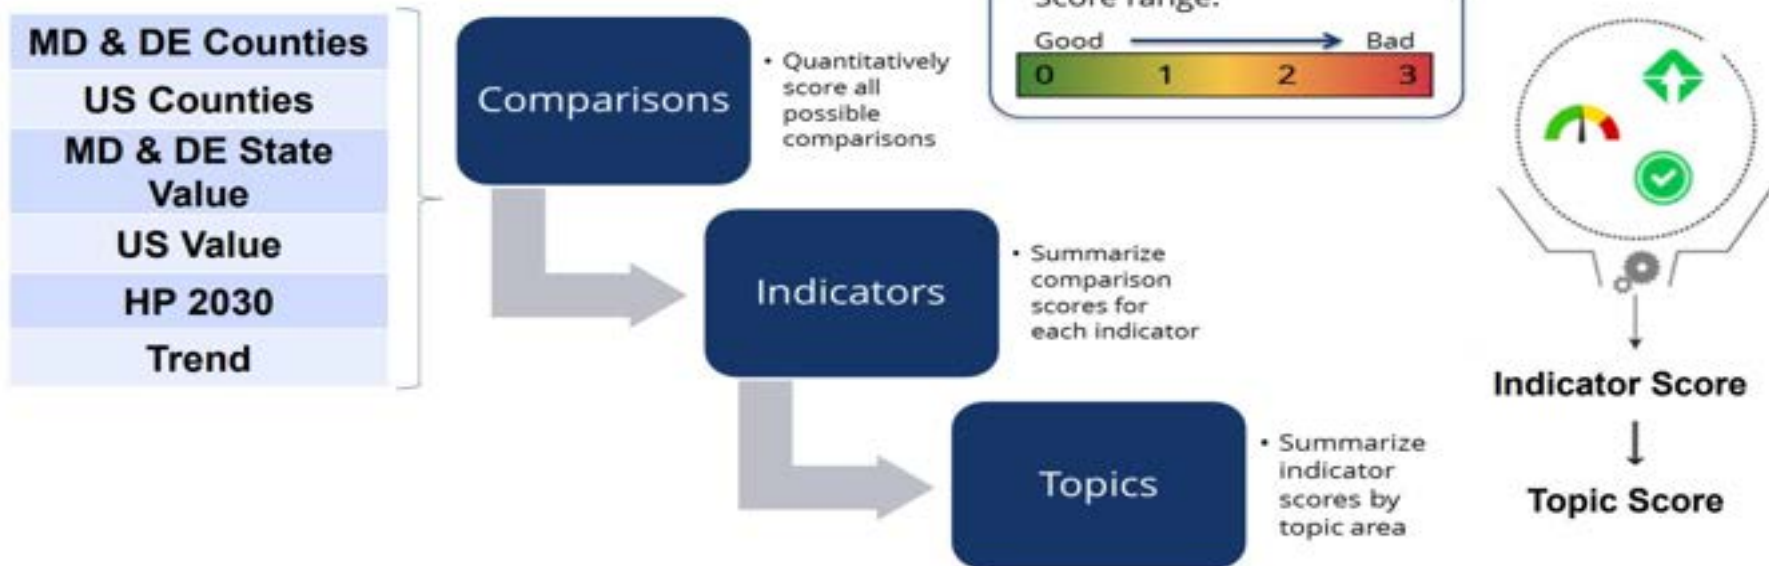 MD & DE Counties
US Counties
MD & DE State
Value
US Value
HP 2030
Trend
Comparisons
• Quantitatively
score all
possible
comparisons
Score range:
Good
Bad
0 1 2 3
Indicators
• Summarize
comparison
scores for
each indicator
Topics
• Summarize
indicator
scores by
topic area
Indicator Score
Topic Score